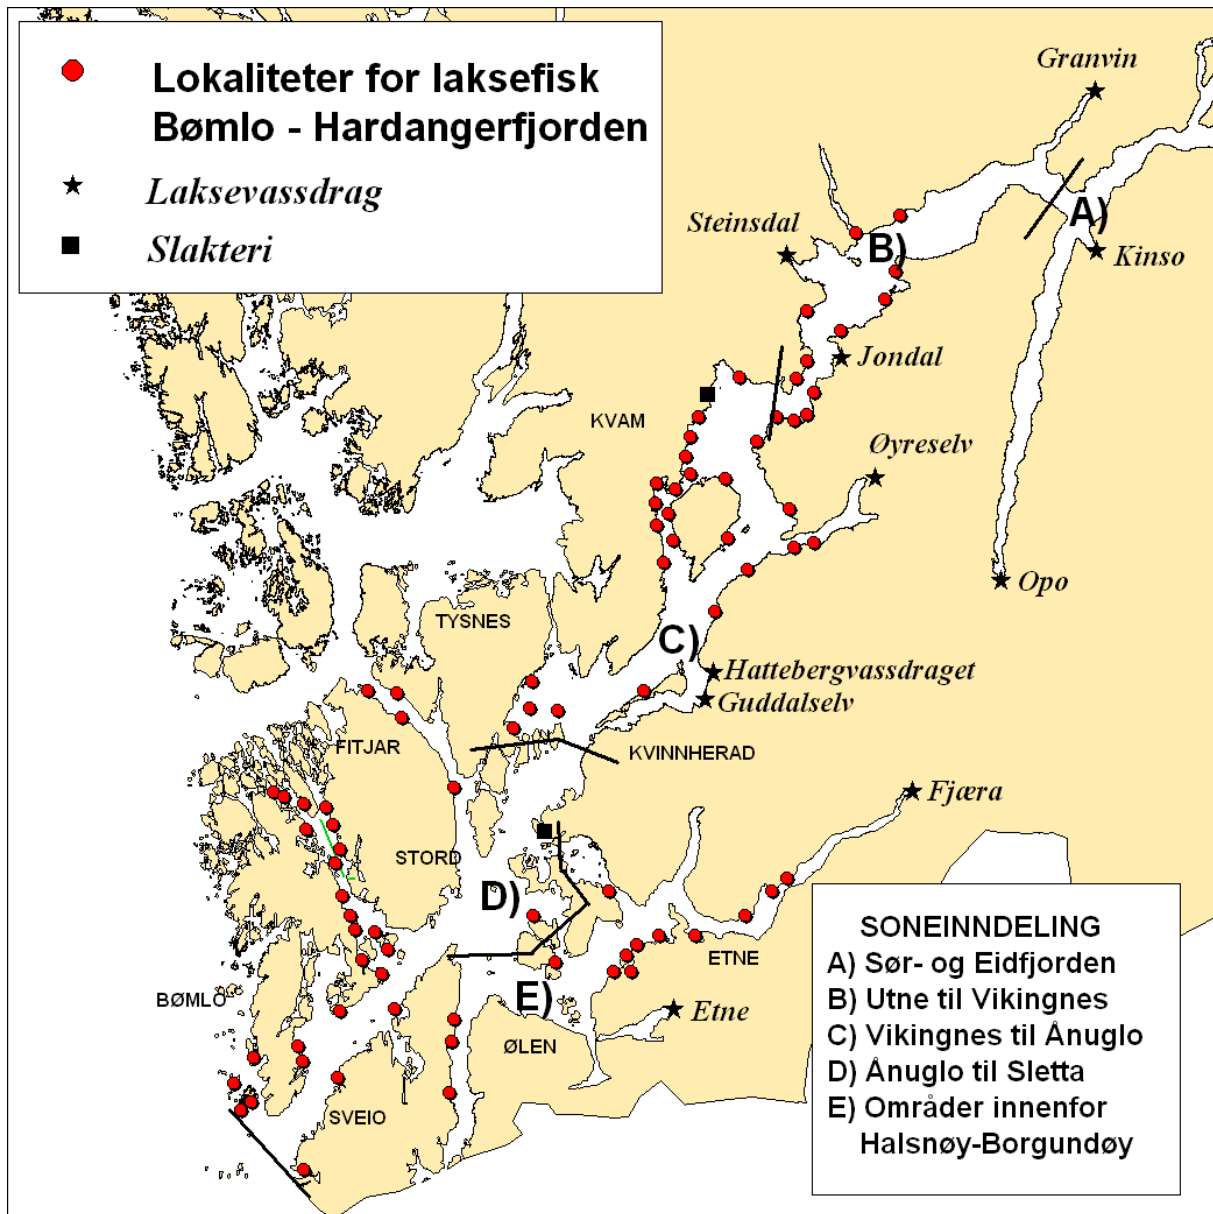 Lokaliteter for laksefisk
Bømlo - Hardangerfjorden
Laksevassdrag
Slakteri
Granvin
A)
Steinsdal
B)
Kinso
Jondal
KVAM
Øyreselv
Opo
TYSNES
C)
Hattebergvassdraget
Guddalselv
FITJAR
KVINNHERAD
Fjæra
STORD
D)
ETNE
BØMLO
E)
Etne
ØLEN
SVEIO
SONEINNDELING
A) Sør- og Eidfjorden
B) Utne til Vikingnes
C) Vikingnes til Ånuglo
D) Ånuglo til Sletta
E) Områder innenfor
Halsnøy-Borgundøy